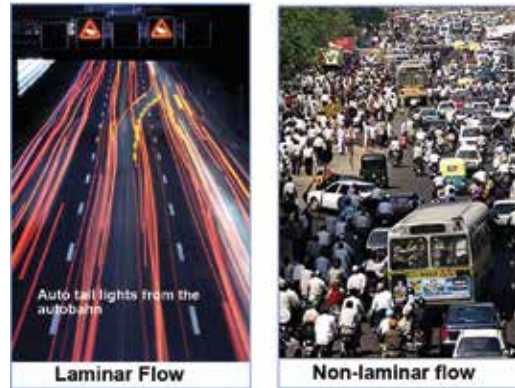 Auto tail lights from the
autobahn
Laminar Flow
Non-laminar flow